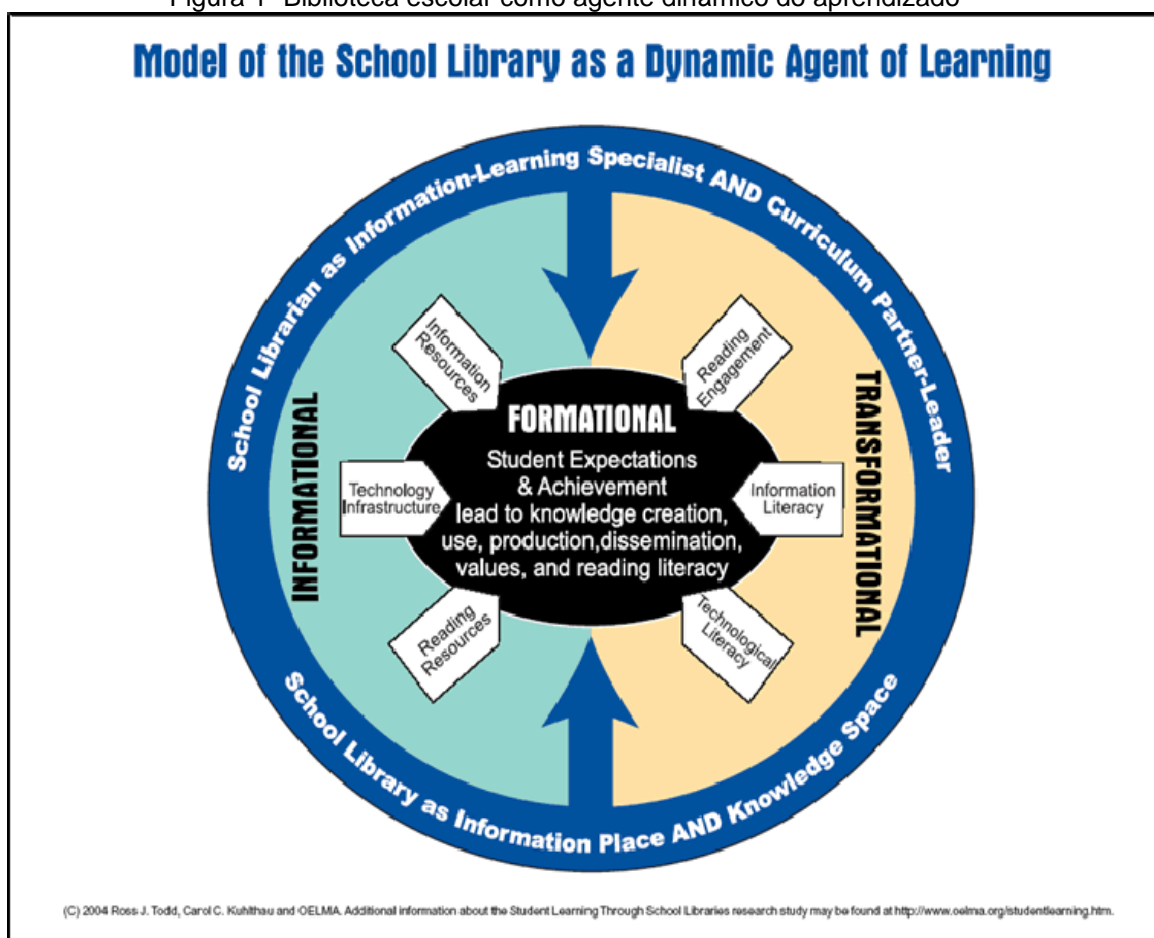 Figura 1- Biblioteca escolar como agente dinâmico do aprendizado
Model of the School Library as a Dynamic Agent of Learning
School Librarian as Information-Learning Specialist AND Curriculum Partner-Leader
Information
Resources
Reading
Engagement
INFORMATIONAL
FORMATIONAL
Student Expectations
& Achievement
lead to knowledge creation,
use, production,dissemination,
values, and reading literacy
TRANSFORMATIONAL
Technology
Infrastructure
Information
Literacy
Reading
Resources
Technological
Literacy
School Library as Information Place AND Knowledge Space
(C) 2004 Ross J. Todd, Carol C. Kuhlthau and OELMA. Additional information about the Student Learning Through School Libraries research study may be found at http://www.oelma.org/studentlearning.htm.